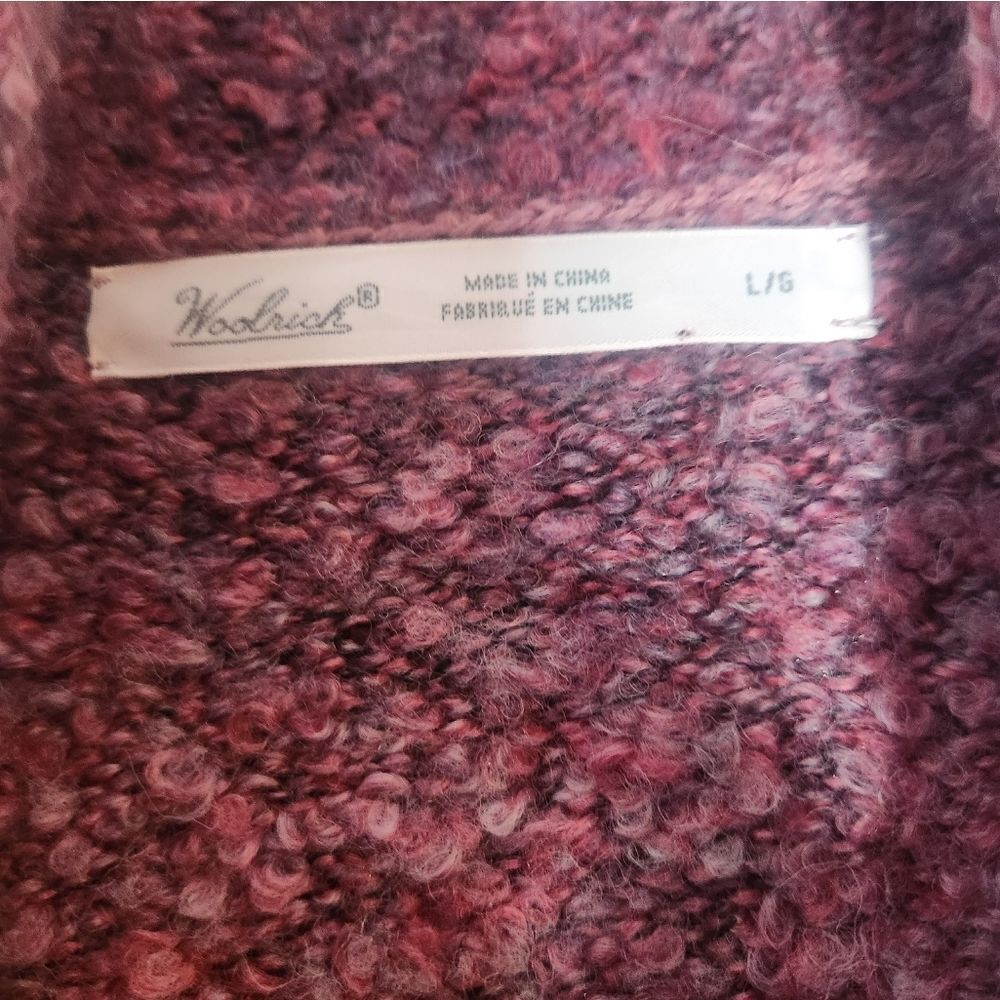 Woolrich®
MADE IN CHINA
FABRIQUÉ EN CHINE
L/G